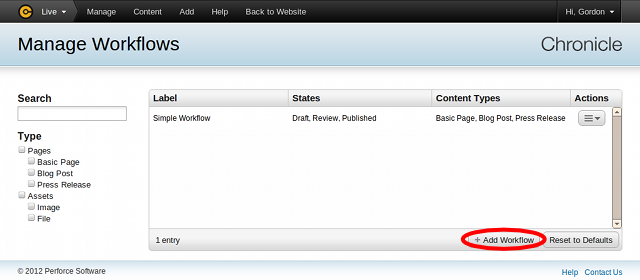 Live Manage Content Add Help Back to Website Hi, Gordon
Manage Workflows
Chronicle
Search
Type
Pages
Basic Page
Blog Post
Press Release
Assets
Image
File
Label States Content Types Actions
Simple Workflow Draft, Review, Published Basic Page, Blog Post, Press Release
1 entry + Add Workflow Reset to Defaults
© 2012 Perforce Software Help Contact Us